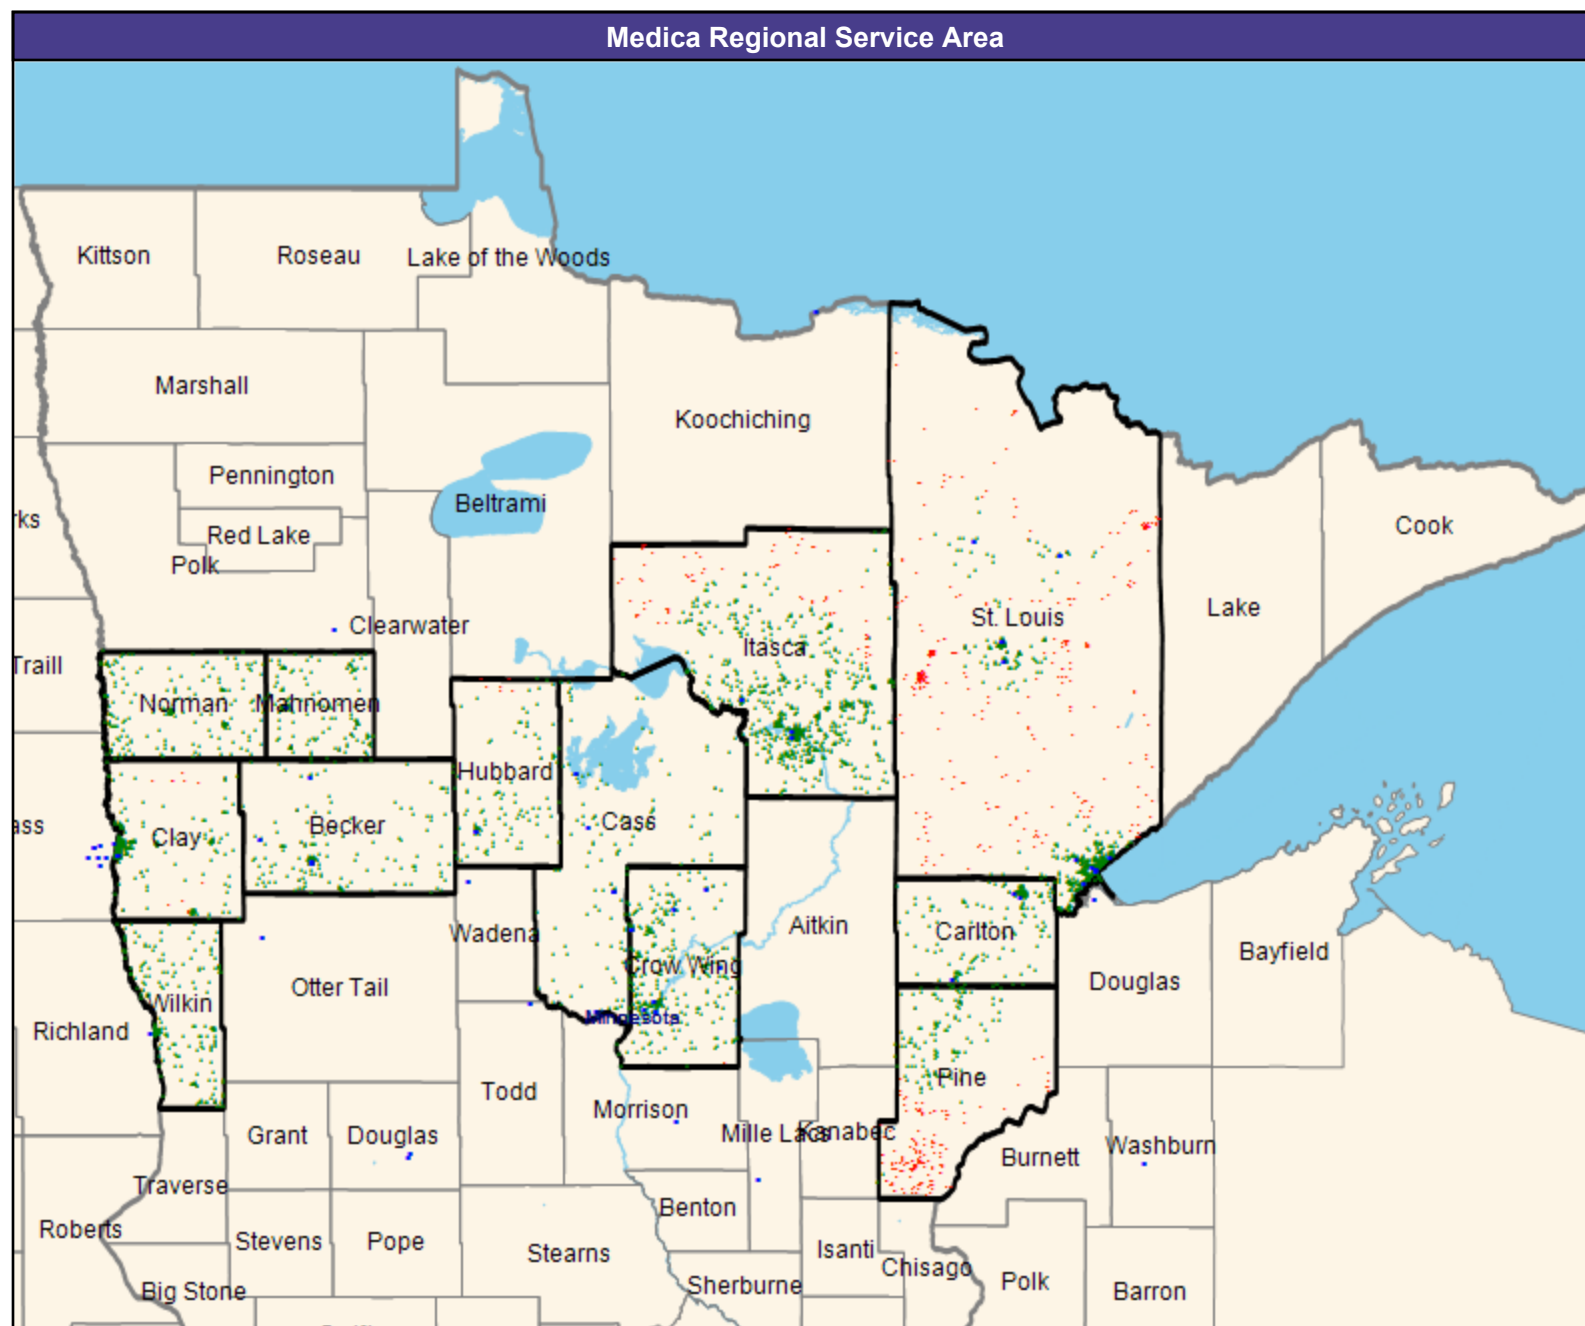 Medica Regional Service Area
Kittson
Roseau
Lake of the Woods
Marshall
Koochiching
Pennington
Beltrami
rks
Red Lake
Cook
Polk
Lake
St. Louis
Clearwater
Itasca
Traill
Norman
Mahnomen
Hubbard
Cass
ass
Clay
Becker
Aitkin
Wadena
Carlton
Bayfield
Crow Wing
Otter Tail
Douglas
Wilkin
Minnesota
Richland
Pine
Todd
Morrison
Grant
Douglas
Mille Lacs
Kanabec
Washburn
Burnett
Traverse
Benton
Roberts
Stevens
Pope
Stearns
Isanti
Chisago
Polk
Big Stone
Sherburne
Barron